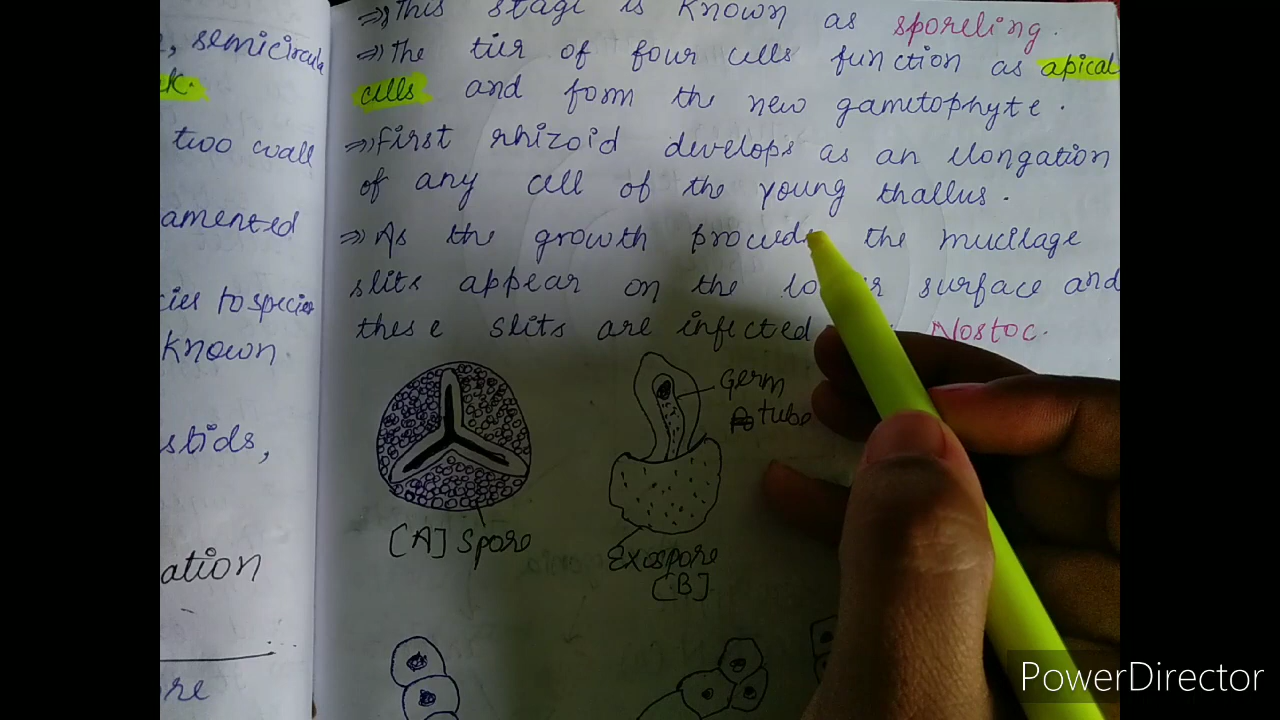 , semicircula
ek.
two wall
amented
cies to species
known.
stids,
ation
re
⇒ This stage is known as sporeling.
⇒ The tier of four cells function as apical
cells and form the new gametophyte.
⇒ First rhizoid develops as an elongation
of any cell of the young thallus.
⇒ As the growth proceeds the mucilage
slits appear on the surface and
these slits are infected Nostoc.
Germ
tube
[A] Spore
Exospore
[B]
PowerDirector